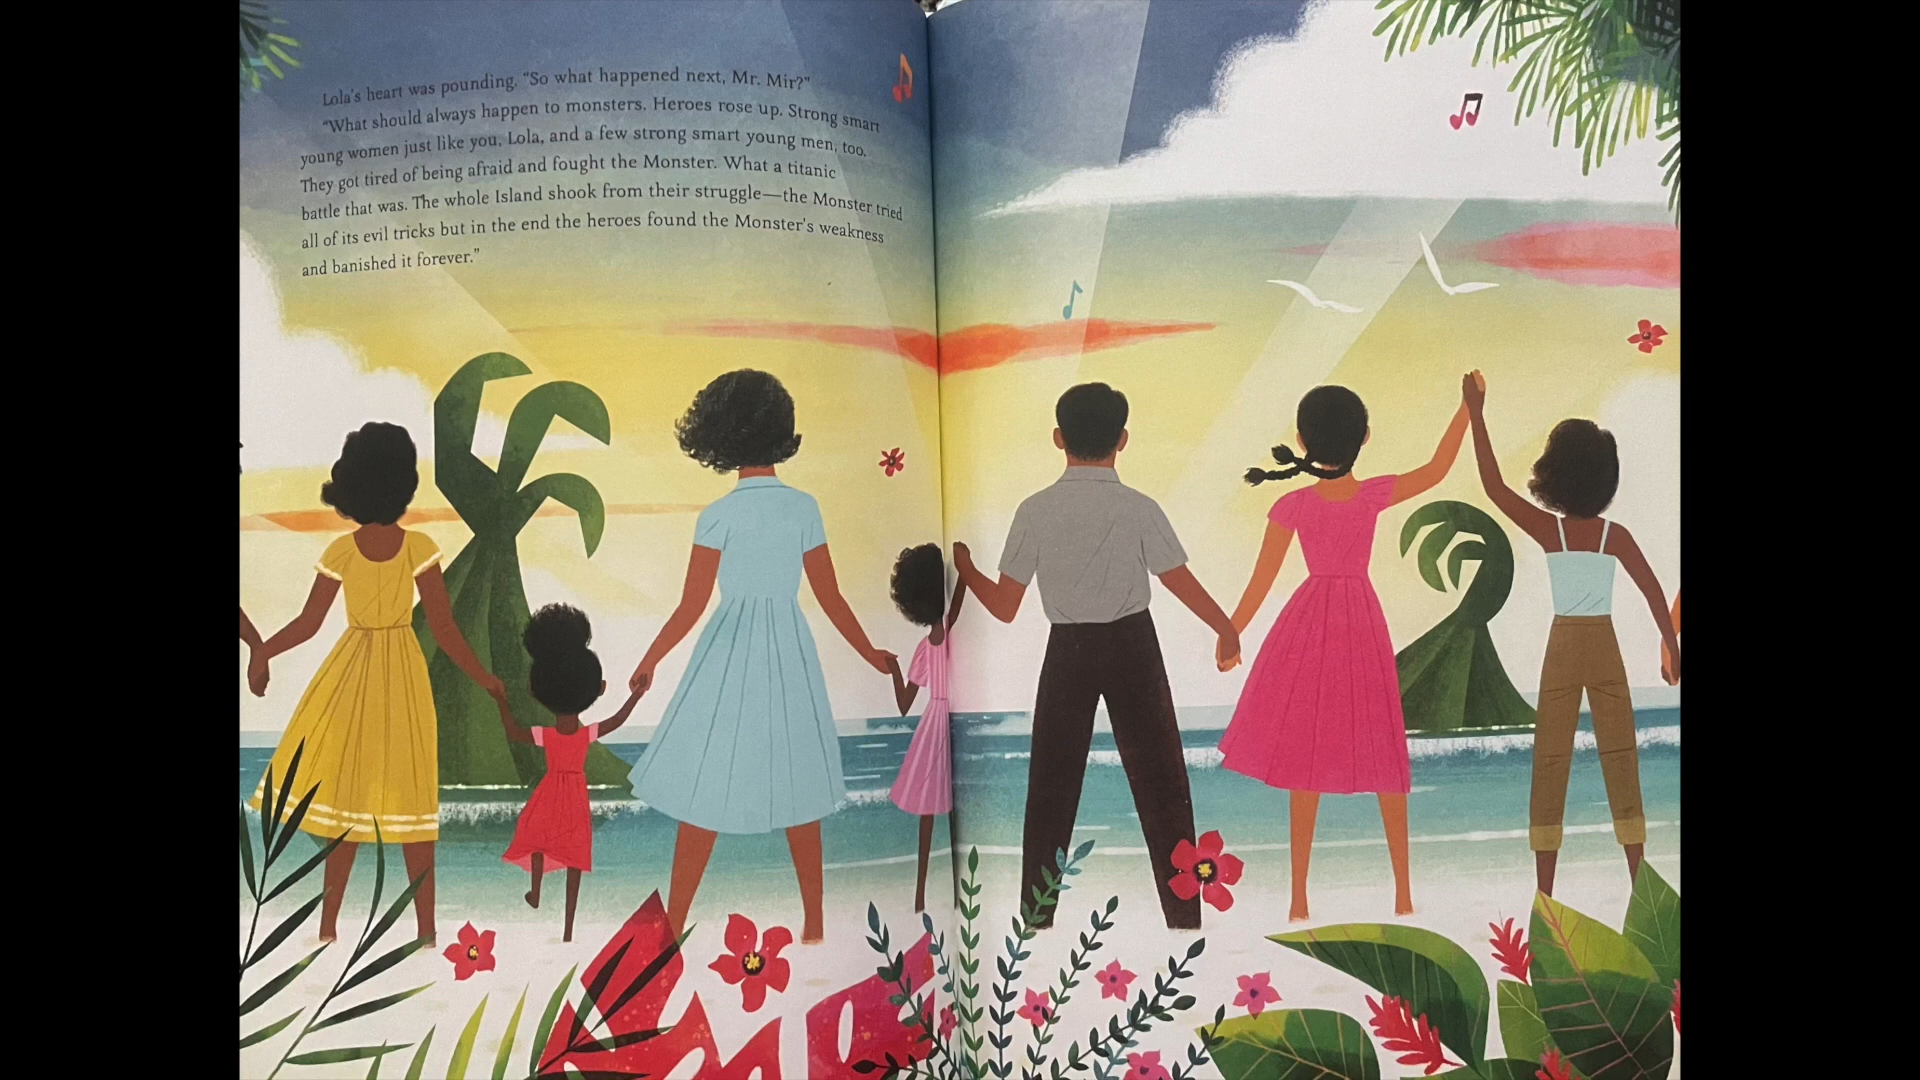 Lola's heart was pounding. “So what happened next, Mr. Mir?”
“What should always happen to monsters. Heroes rose up. Strong smart
young women just like you, Lola, and a few strong smart young men, too.
They got tired of being afraid and fought the Monster. What a titanic
battle that was. The whole Island shook from their struggle—the Monster tried
all of its evil tricks but in the end the heroes found the Monster's weakness
and banished it forever.”